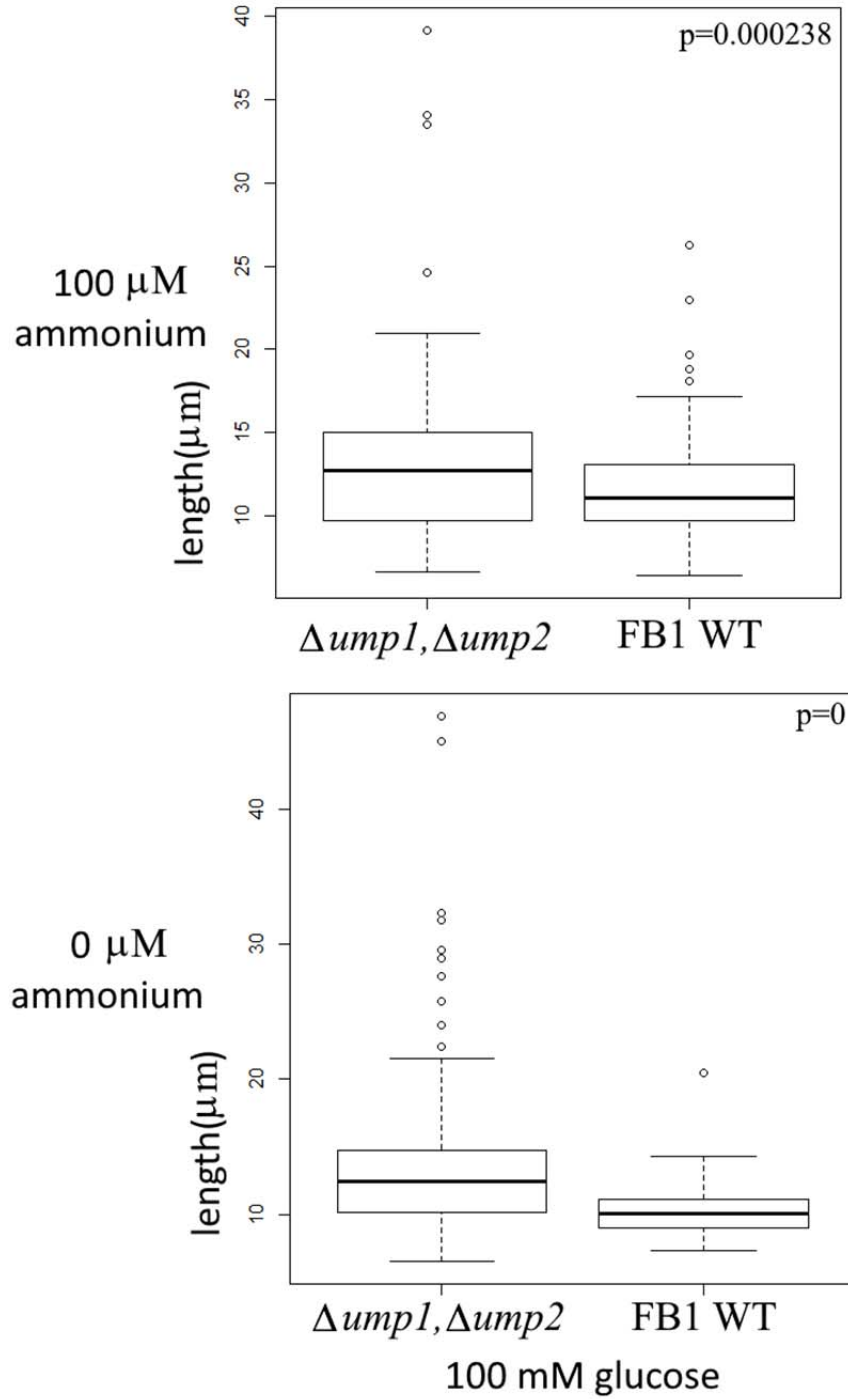 p=0.000238
40
35
30
25
20
15
10
100 μM
ammonium
length(μm)
Δump1,Δump2
FB1 WT
p=0
40
30
20
10
0 μM
ammonium
length(μm)
Δump1,Δump2
FB1 WT
100 mM glucose